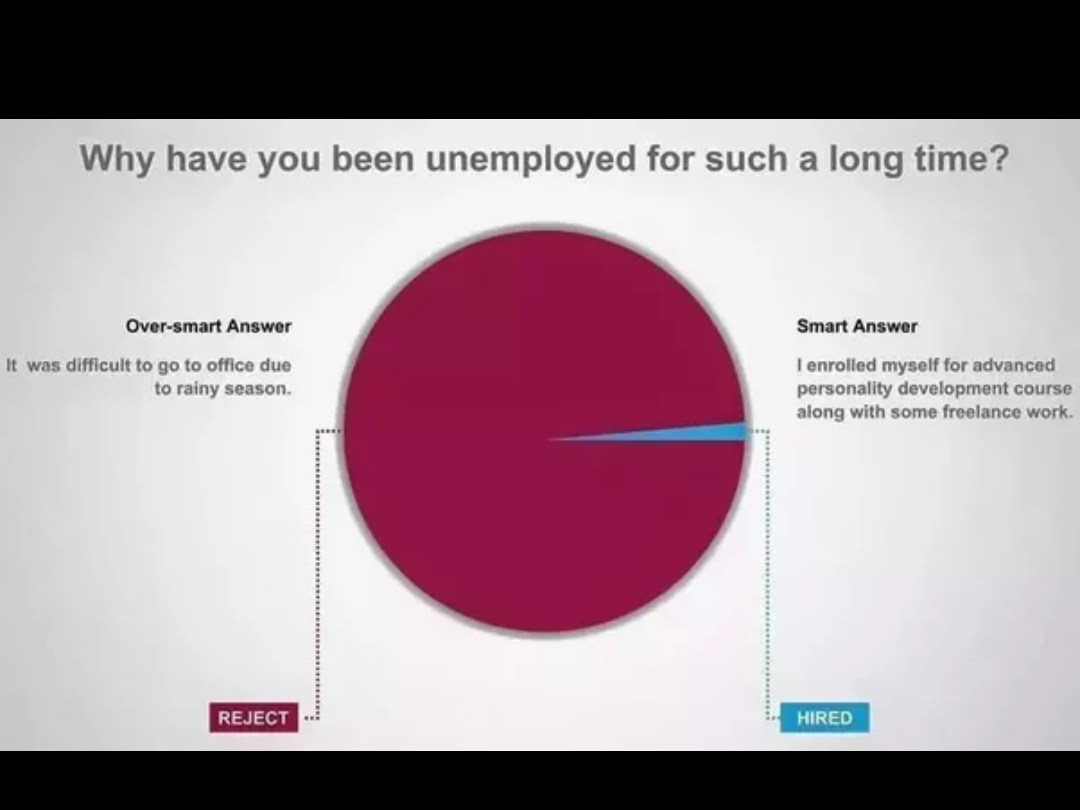 Why have you been unemployed for such a long time?
Over-smart Answer
It was difficult to go to office due
to rainy season.
Smart Answer
I enrolled myself for advanced
personality development course
along with some freelance work.
REJECT
HIRED